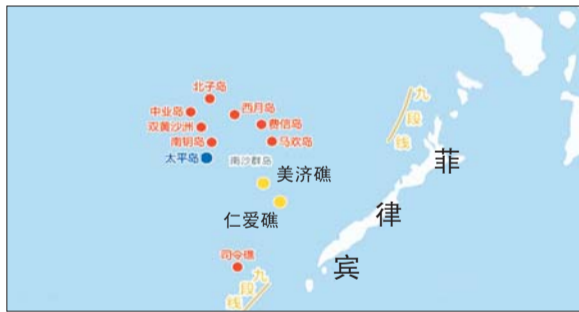 北子岛
中业岛
西月岛
双黄沙洲
费信岛
南钥岛
马欢岛
太平岛
南沙群岛
美济礁
仁爱礁
司令礁
九段线
九段线
菲律宾